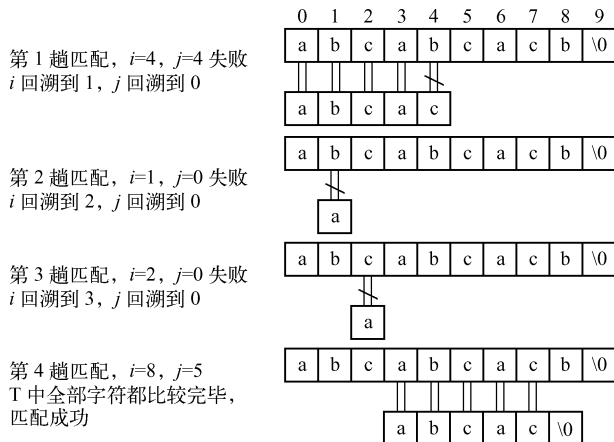 0 1 2 3 4 5 6 7 8 9
第 1 趟匹配，i=4，j=4 失败
i 回溯到 1，j 回溯到 0
a b c a b c a c b \0
a b c a c
第 2 趟匹配，i=1，j=0 失败
i 回溯到 2，j 回溯到 0
a b c a b c a c b \0
a
第 3 趟匹配，i=2，j=0 失败
i 回溯到 3，j 回溯到 0
a b c a b c a c b \0
a
第 4 趟匹配，i=8，j=5
T 中全部字符都比较完毕，
匹配成功
a b c a b c a c b \0
a b c a c \0